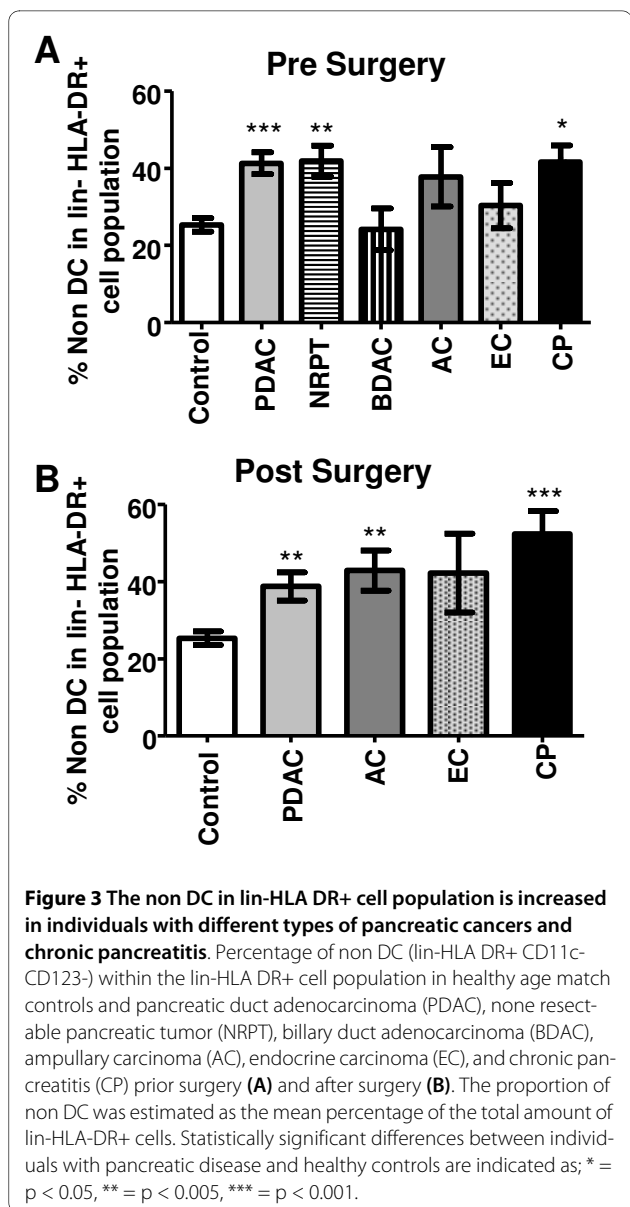 A
Pre Surgery
% Non DC in lin- HLA-DR+
cell population
60
40
20
0
***
**
*
Control
PDAC
NRPT
BDAC
AC
EC
CP
B
Post Surgery
% Non DC in lin- HLA-DR+
cell population
60
40
20
0
**
**
***
Control
PDAC
AC
EC
CP
Figure 3 The non DC in lin-HLA DR+ cell population is increased
in individuals with different types of pancreatic cancers and
chronic pancreatitis. Percentage of non DC (lin-HLA DR+ CD11c-
CD123-) within the lin-HLA DR+ cell population in healthy age match
controls and pancreatic duct adenocarcinoma (PDAC), none resect-
able pancreatic tumor (NRPT), billary duct adenocarcinoma (BDAC),
ampullary carcinoma (AC), endocrine carcinoma (EC), and chronic pan-
creatitis (CP) prior surgery (A) and after surgery (B). The proportion of
non DC was estimated as the mean percentage of the total amount of
lin-HLA-DR+ cells. Statistically significant differences between individ-
uals with pancreatic disease and healthy controls are indicated as; * =
p < 0.05, ** = p < 0.005, *** = p < 0.001.